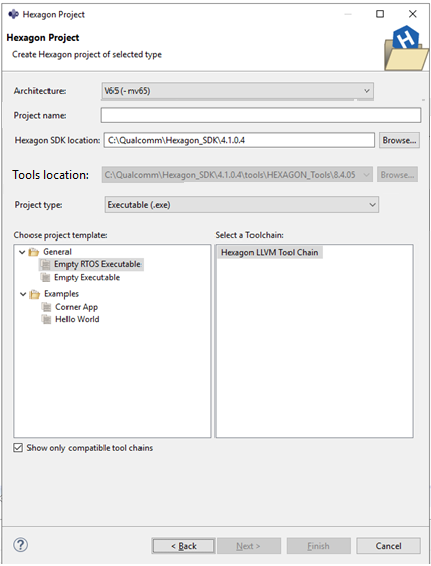 Hexagon Project
Hexagon Project
Create Hexagon project of selected type
H
Architecture: V65 (-mv65)
Project name:
Hexagon SDK location: C:\Qualcomm\Hexagon_SDK\4.1.0.4 Browse...
Tools location: C:\Qualcomm\Hexagon_SDK\4.1.0.4\tools\HEXAGON_Tools\8.4.05 Browse...
Project type: Executable (.exe)
Choose project template: Select a Toolchain:
General Hexagon LLVM Tool Chain
Empty RTOS Executable
Empty Executable
Examples
Corner App
Hello World
Show only compatible tool chains
? < Back Next > Finish Cancel